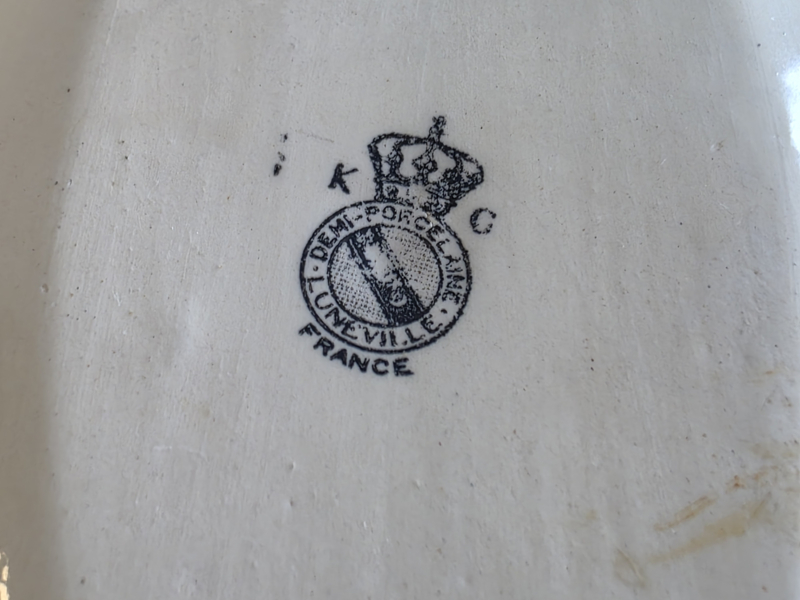 K G
DEMI-PORCELAINE
LUNEVILLE
FRANCE